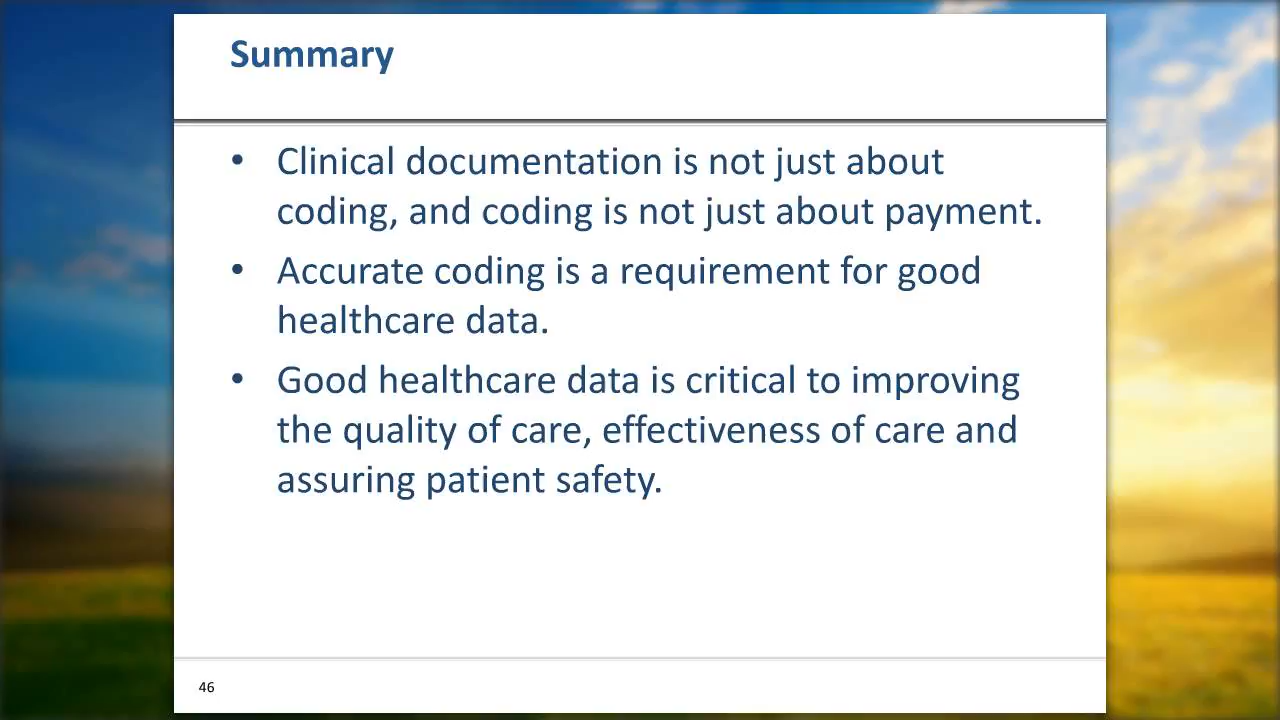 Summary
• Clinical documentation is not just about
coding, and coding is not just about payment.
• Accurate coding is a requirement for good
healthcare data.
• Good healthcare data is critical to improving
the quality of care, effectiveness of care and
assuring patient safety.
46